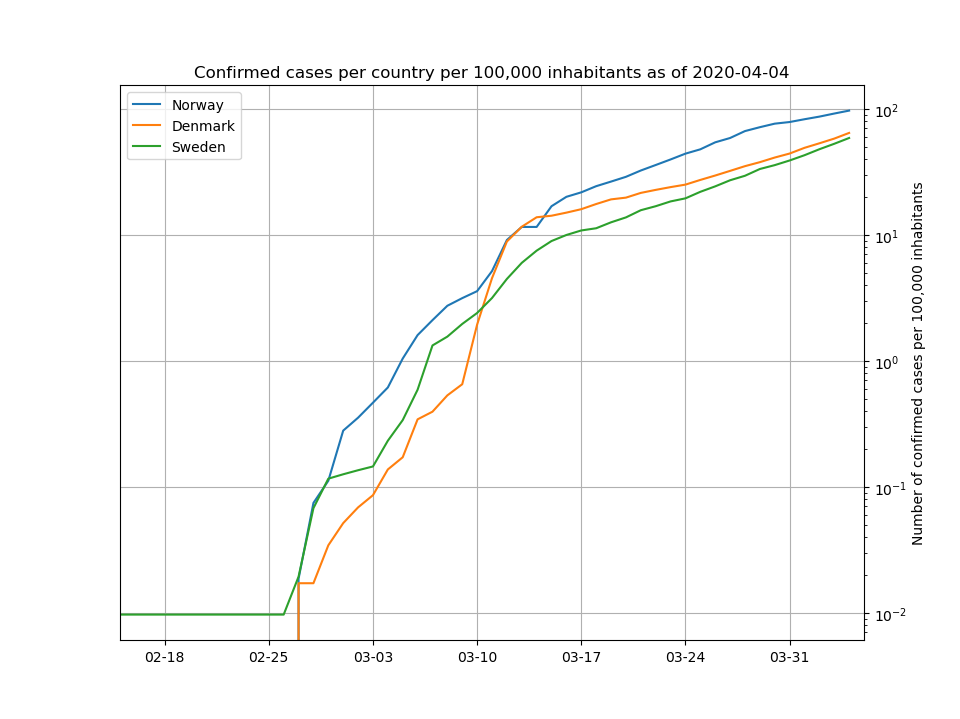 Confirmed cases per country per 100,000 inhabitants as of 2020-04-04
Norway
Denmark
Sweden
10²
10¹
10⁰
10⁻¹
10⁻²
Number of confirmed cases per 100,000 inhabitants
02-18 02-25 03-03 03-10 03-17 03-24 03-31